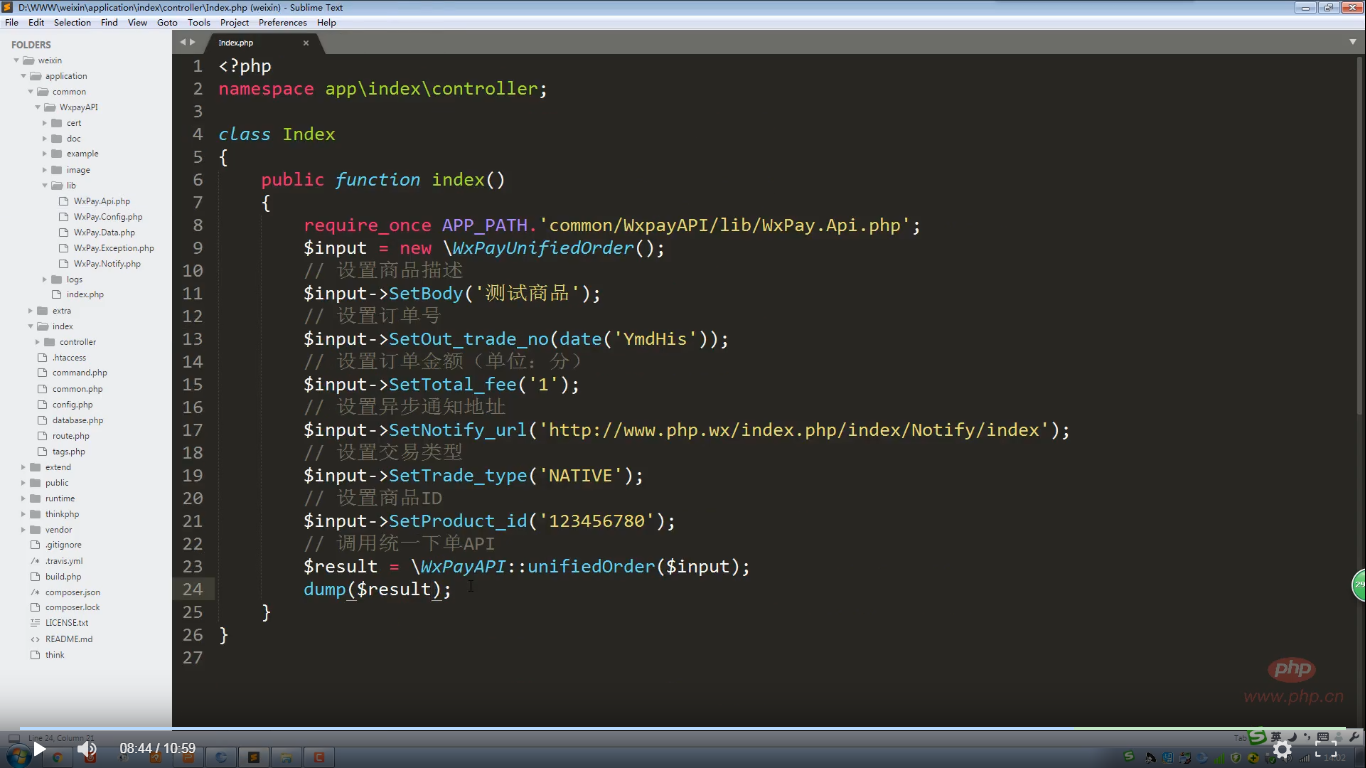 D:\WWW\weixin\application\index\controller\Index.php (weixin) - Sublime Text
File Edit Selection Find View Goto Tools Project Preferences Help
FOLDERS
weixin
application
common
WxpayAPI
cert
doc
example
image
lib
WxPay.Api.php
WxPay.Config.php
WxPay.Data.php
WxPay.Exception.php
WxPay.Notify.php
logs
index.php
extra
index
controller
.htaccess
command.php
common.php
config.php
database.php
route.php
tags.php
extend
public
runtime
thinkphp
vendor
.gitignore
.travis.yml
build.php
composer.json
composer.lock
LICENSE.txt
README.md
think
Index.php
1 <?php
2 namespace app\index\controller;
3
4 class Index
5 {
6 public function index()
7 {
8 require_once APP_PATH.'common/WxpayAPI/lib/WxPay.Api.php';
9 $input = new \WxPayUnifiedOrder();
10 // 设置商品描述
11 $input->SetBody('测试商品');
12 // 设置订单号
13 $input->SetOut_trade_no(date('YmdHis'));
14 // 设置订单金额（单位：分）
15 $input->SetTotal_fee('1');
16 // 设置异步通知地址
17 $input->SetNotify_url('http://www.php.wx/index.php/index/Notify/index');
18 // 设置交易类型
19 $input->SetTrade_type('NATIVE');
20 // 设置商品ID
21 $input->SetProduct_id('123456780');
22 // 调用统一下单API
23 $result = \WxPayAPI::unifiedOrder($input);
24 dump($result);
25 }
26 }
27
php
www.php.cn
Line 24, Column 21
08:44 / 10:59
英
14:02